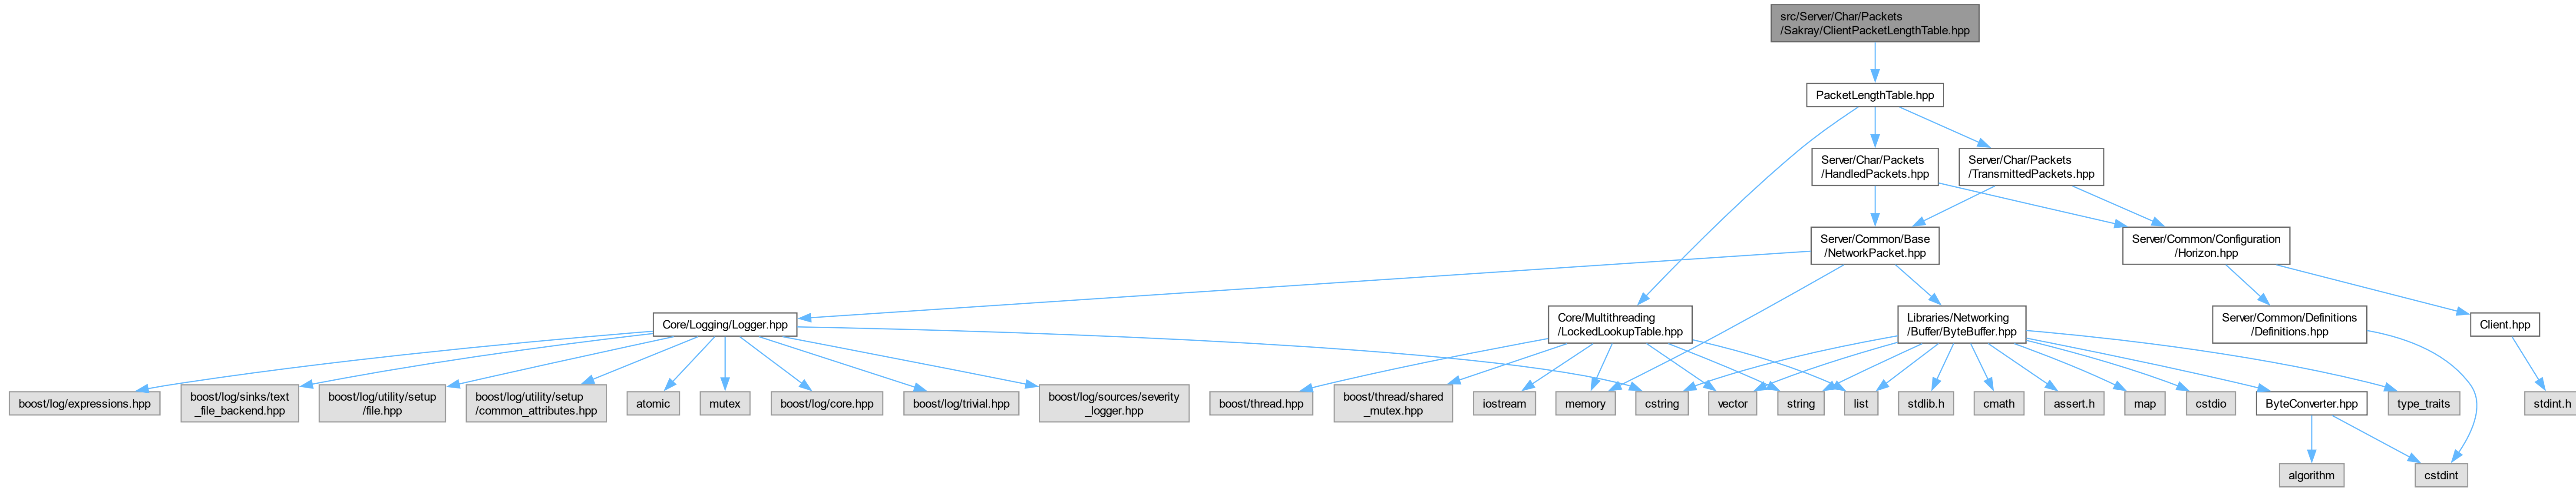 src/Server/Char/Packets
/Sakray/ClientPacketLengthTable.hpp
PacketLengthTable.hpp
Server/Char/Packets
/HandledPackets.hpp
Server/Char/Packets
/TransmittedPackets.hpp
Server/Common/Base
/NetworkPacket.hpp
Server/Common/Configuration
/Horizon.hpp
Core/Logging/Logger.hpp
Core/Multithreading
/LockedLookupTable.hpp
Libraries/Networking
/Buffer/ByteBuffer.hpp
Server/Common/Definitions
/Definitions.hpp
Client.hpp
boost/log/expressions.hpp
boost/log/sinks/text
_file_backend.hpp
boost/log/utility/setup
/file.hpp
boost/log/utility/setup
/common_attributes.hpp
atomic
mutex
boost/log/core.hpp
boost/log/trivial.hpp
boost/log/sources/severity
_logger.hpp
boost/thread.hpp
boost/thread/shared
_mutex.hpp
iostream
memory
cstring
vector
string
list
stdlib.h
cmath
assert.h
map
cstdio
ByteConverter.hpp
type_traits
stdint.h
algorithm
cstdint